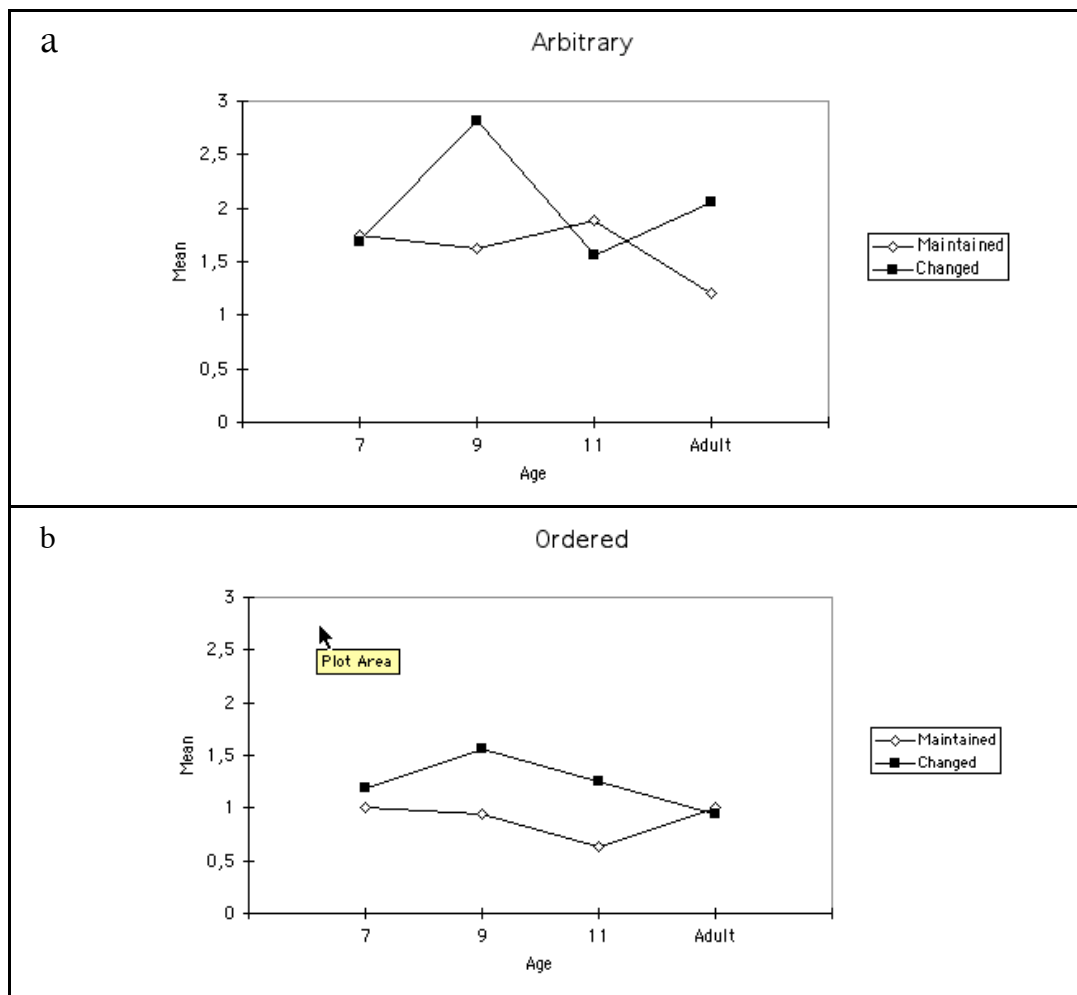 a
Arbitrary
3
2,5
2
1,5
1
0,5
0
Mean
7 9 11 Adult
Age
Maintained
Changed
b
Ordered
3
2,5
2
1,5
1
0,5
0
Plot Area
Mean
7 9 11 Adult
Age
Maintained
Changed